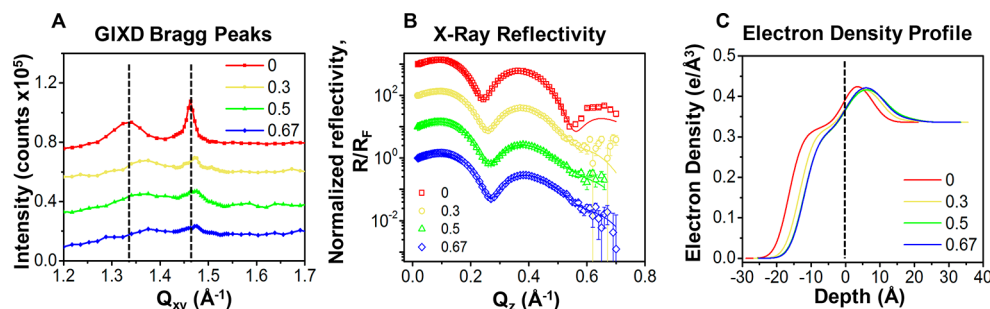 A
GIXD Bragg Peaks
Intensity (counts x10⁵)
1.2
0.9
0.6
0.4
0.0
0
0.3
0.5
0.67
1.2 1.3 1.4 1.5 1.6 1.7
Qxy (Å⁻¹)
B
X-Ray Reflectivity
Normalized reflectivity,
R/RF
10²
10⁰
10⁻¹
10⁻²
0
0.3
0.5
0.67
0.0 0.2 0.4 0.6 0.8
Qz (Å⁻¹)
C
Electron Density Profile
Electron Density (e/Å³)
0.5
0.4
0.3
0.2
0.1
0.0
0
0.3
0.5
0.67
-30 -20 -10 0 10 20 30 40
Depth (Å)